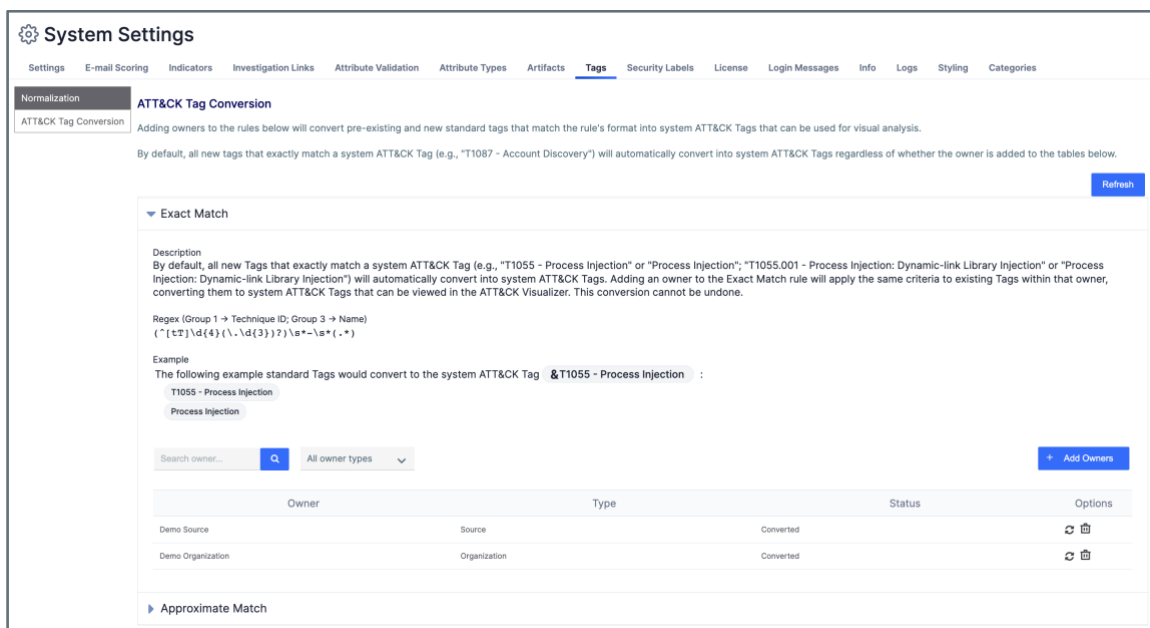 System Settings
Settings E-mail Scoring Indicators Investigation Links Attribute Validation Attribute Types Artifacts Tags Security Labels License Login Messages Info Logs Styling Categories
Normalization
ATT&CK Tag Conversion
ATT&CK Tag Conversion
Adding owners to the rules below will convert pre-existing and new standard tags that match the rule's format into system ATT&CK Tags that can be used for visual analysis.
By default, all new tags that exactly match a system ATT&CK Tag (e.g., "T1087 - Account Discovery") will automatically convert into system ATT&CK Tags regardless of whether the owner is added to the tables below.
Refresh
Exact Match
Description
By default, all new Tags that exactly match a system ATT&CK Tag (e.g., "T1055 - Process Injection" or "Process Injection"; "T1055.001 - Process Injection: Dynamic-link Library Injection" or "Process
Injection: Dynamic-link Library Injection") will automatically convert into system ATT&CK Tags. Adding an owner to the Exact Match rule will apply the same criteria to existing Tags within that owner,
converting them to system ATT&CK Tags that can be viewed in the ATT&CK Visualizer. This conversion cannot be undone.
Regex (Group 1 → Technique ID; Group 3 → Name)
(^[tT]\d{4}(\.\d{3})?)\s*-\s*(.*)
Example
The following example standard Tags would convert to the system ATT&CK Tag &T1055 - Process Injection :
T1055 - Process Injection
Process Injection
Search owner... All owner types + Add Owners
Owner Type Status Options
Demo Source Source Converted
Demo Organization Organization Converted
Approximate Match